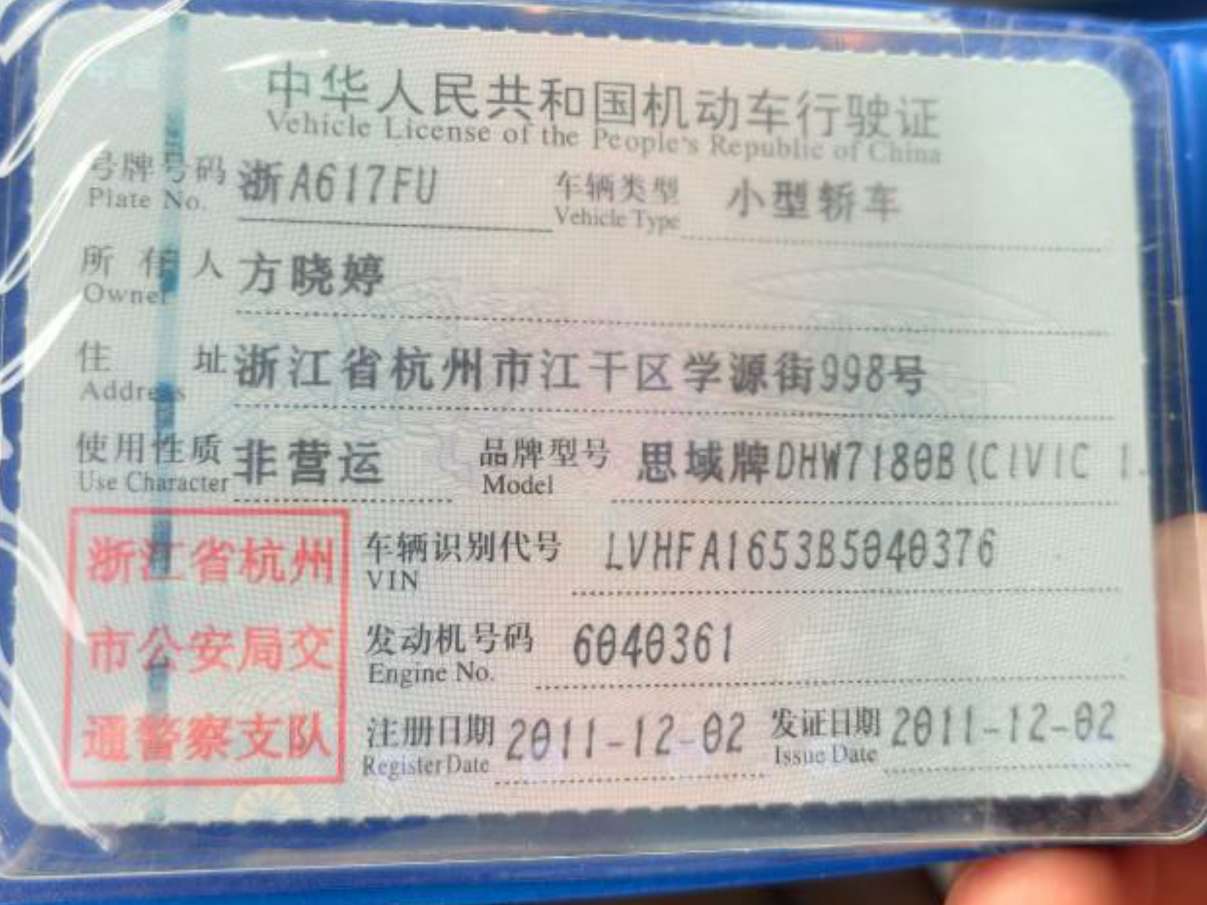 中华人民共和国机动车行驶证
Vehicle License of the People's Republic of China
号牌号码 浙A617FU 车辆类型 小型轿车
Plate No. Vehicle Type
所有人 方晓婷
Owner
住址 浙江省杭州市江干区学源街998号
Address
使用性质 非营运 品牌型号 思域牌DHW7180B(CIVIC 1.
Use Character Model
浙江省杭州 车辆识别代号 LVHFA1653B5040376
VIN
市公安局交 发动机号码 6040361
Engine No.
通警察支队 注册日期 2011-12-02 发证日期 2011-12-02
Register Date Issue Date